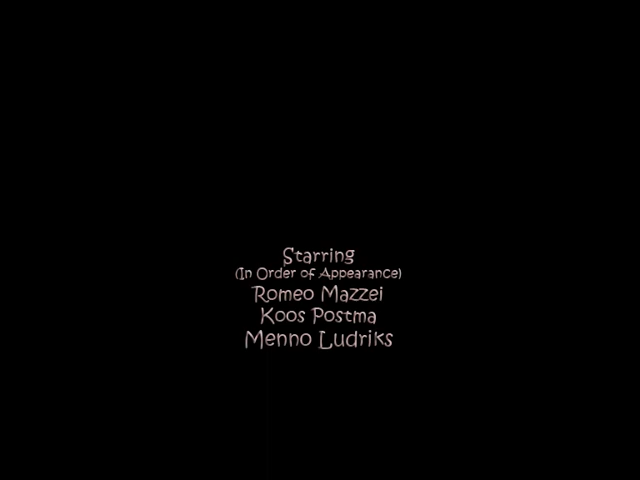 Starring
(In Order of Appearance)
Romeo Mazzei
Koos Postma
Menno Ludriks